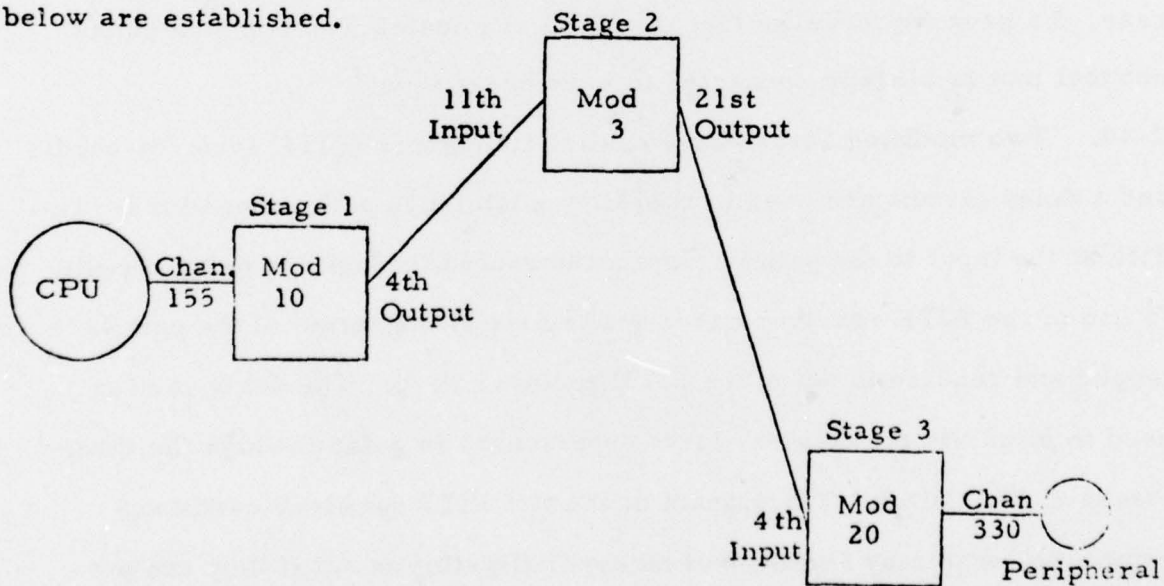 below are established.
Stage 2
11th
Input
Mod
3
21st
Output
Stage 1
CPU
Chan
155
Mod
10
4th
Output
Stage 3
4th
Input
Mod
20
Chan
330
Peripheral